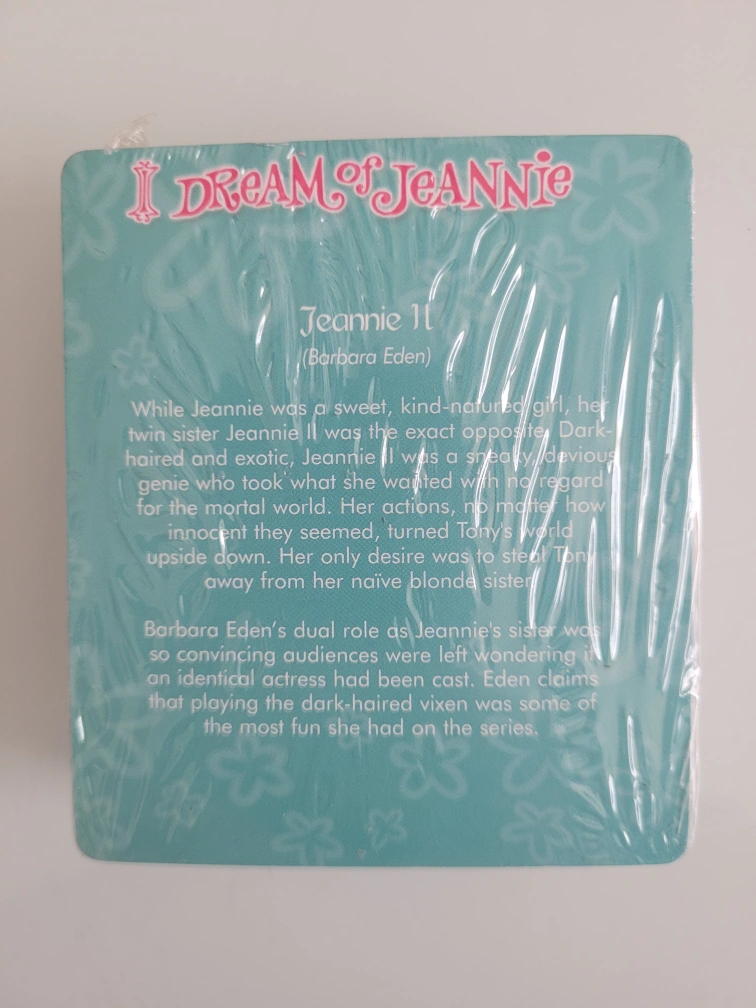 I DREAM of JEANNIE
Jeannie II
(Barbara Eden)
While Jeannie was a sweet, kind-natured girl, her
twin sister Jeannie II was the exact opposite. Dark-
haired and exotic, Jeannie II was a sneaky, devious
genie who took what she wanted with no regard
for the mortal world. Her actions, no matter how
innocent they seemed, turned Tony's world
upside down. Her only desire was to steal Tony
away from her naïve blonde sister.
Barbara Eden's dual role as Jeannie's sister was
so convincing audiences were left wondering if
an identical actress had been cast. Eden claims
that playing the dark-haired vixen was some of
the most fun she had on the series.